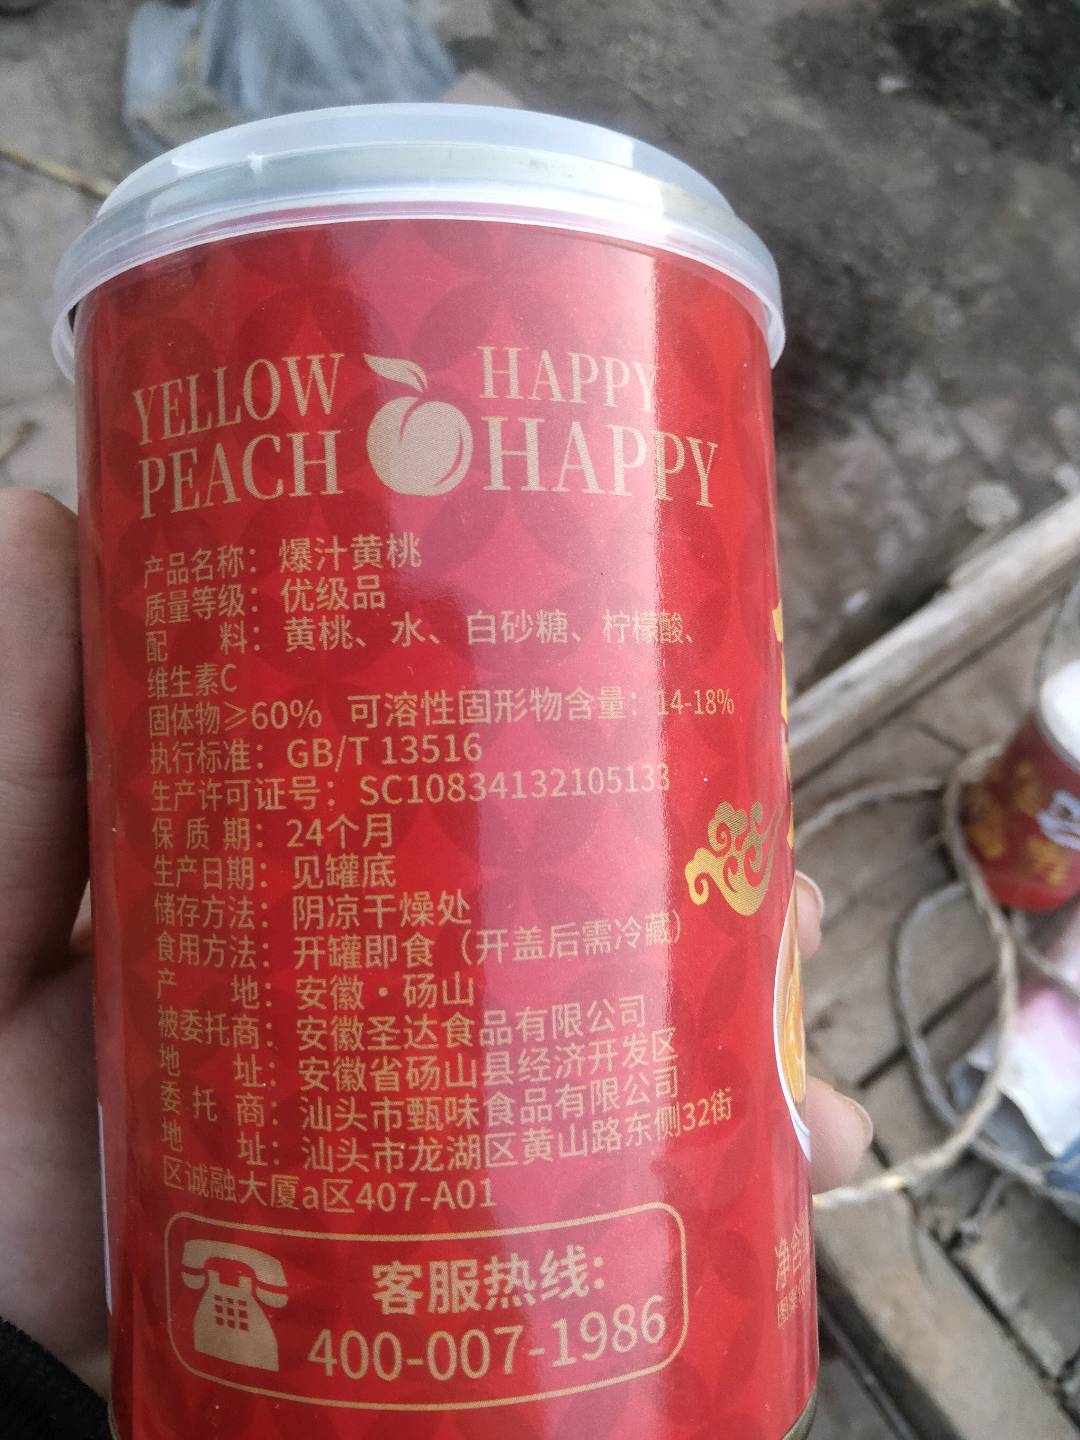 YELLOW HAPPY
PEACH HAPPY
产品名称：爆汁黄桃
质量等级：优级品
配 料：黄桃、水、白砂糖、柠檬酸、
维生素C
固体物≥60% 可溶性固形物含量：14-18%
执行标准：GB/T 13516
生产许可证号：SC10834132105133
保 质 期：24个月
生产日期：见罐底
储存方法：阴凉干燥处
食用方法：开罐即食（开盖后需冷藏）
产 地：安徽·砀山
被委托商：安徽圣达食品有限公司
地 址：安徽省砀山县经济开发区
委 托 商：汕头市甄味食品有限公司
地 址：汕头市龙湖区黄山路东侧32街
区诚融大厦a区407-A01
客服热线：
400-007-1986
净含